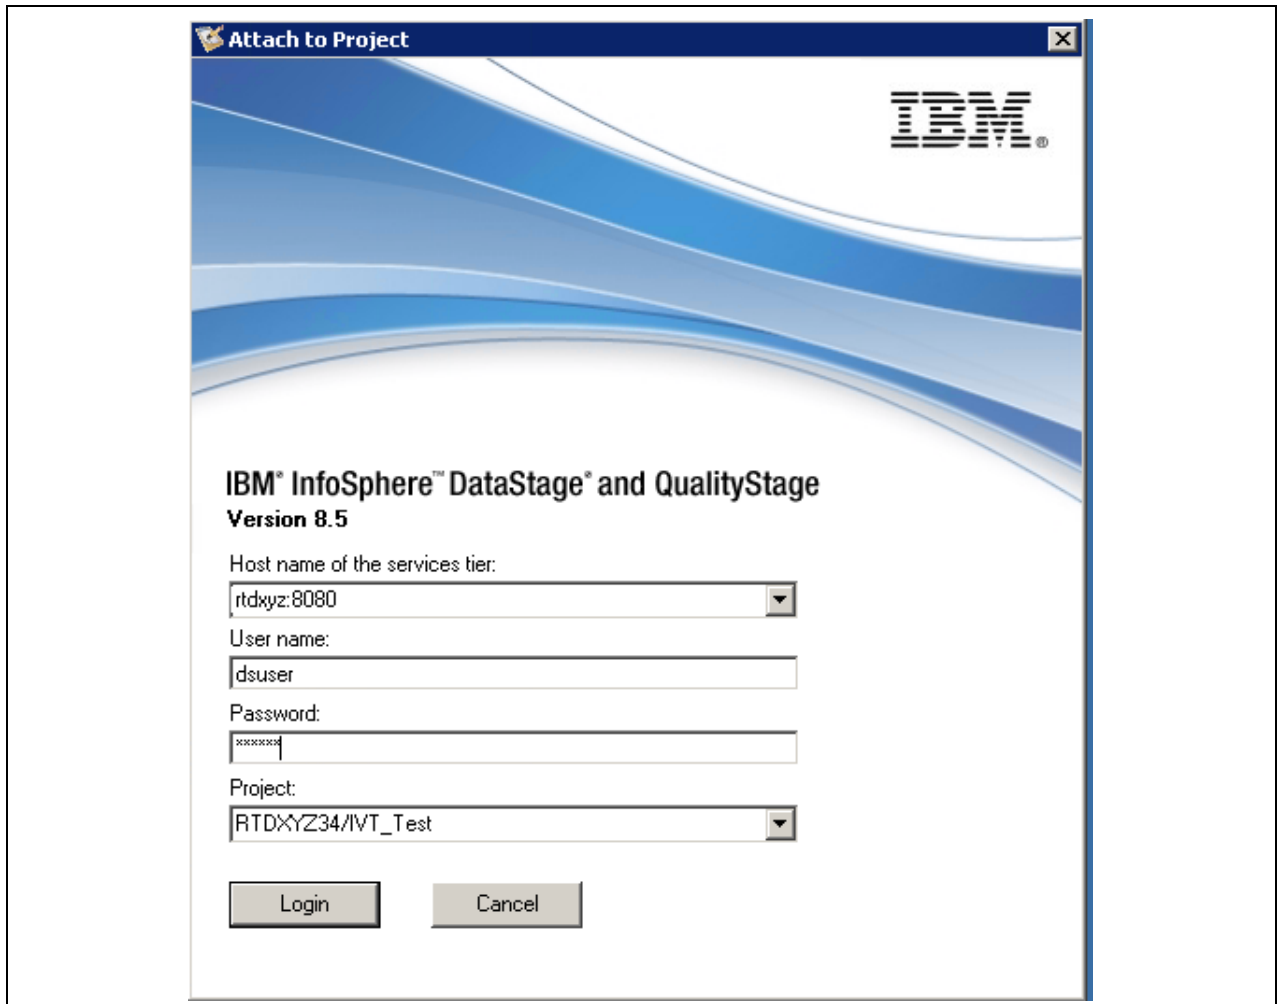 Attach to Project
IBM®
IBM® InfoSphere™ DataStage® and QualityStage
Version 8.5
Host name of the services tier:
rtdxyz:8080
User name:
dsuser
Password:
******
Project:
RTDXYZ34/IVT_Test
Login Cancel